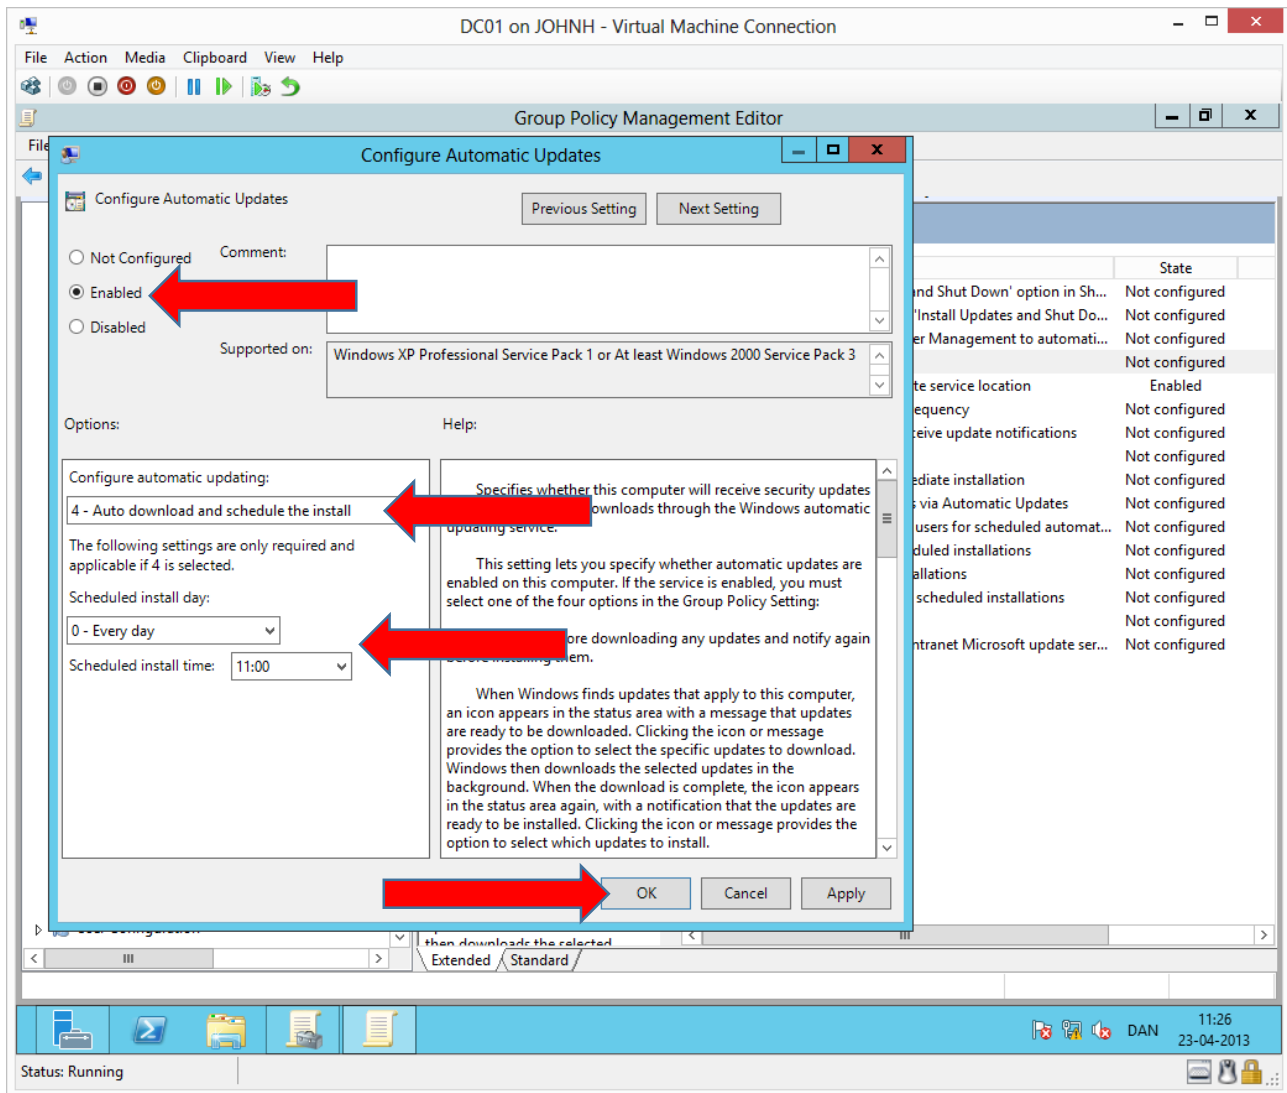 DC01 on JOHNH - Virtual Machine Connection
File Action Media Clipboard View Help
Group Policy Management Editor
File
Configure Automatic Updates
Configure Automatic Updates
Previous Setting Next Setting
Not Configured
Comment:
Enabled
Disabled
Supported on:
Windows XP Professional Service Pack 1 or At least Windows 2000 Service Pack 3
Options:
Help:
Configure automatic updating:
4 - Auto download and schedule the install
The following settings are only required and
applicable if 4 is selected.
Scheduled install day:
0 - Every day
Scheduled install time: 11:00
Specifies whether this computer will receive security updates
ownloads through the Windows automatic
updating service.
This setting lets you specify whether automatic updates are
enabled on this computer. If the service is enabled, you must
select one of the four options in the Group Policy Setting:
ore downloading any updates and notify again
before installing them.
When Windows finds updates that apply to this computer,
an icon appears in the status area with a message that updates
are ready to be downloaded. Clicking the icon or message
provides the option to select the specific updates to download.
Windows then downloads the selected updates in the
background. When the download is complete, the icon appears
in the status area again, with a notification that the updates are
ready to be installed. Clicking the icon or message provides the
option to select which updates to install.
OK Cancel Apply
State
and Shut Down' option in Sh... Not configured
'Install Updates and Shut Do... Not configured
er Management to automati... Not configured
Not configured
te service location Enabled
equency Not configured
ceive update notifications Not configured
Not configured
ediate installation Not configured
s via Automatic Updates Not configured
users for scheduled automat... Not configured
duled installations Not configured
allations Not configured
scheduled installations Not configured
Not configured
ntranet Microsoft update ser... Not configured
User Configuration
then downloads the selected
Extended Standard
DAN
11:26
23-04-2013
Status: Running